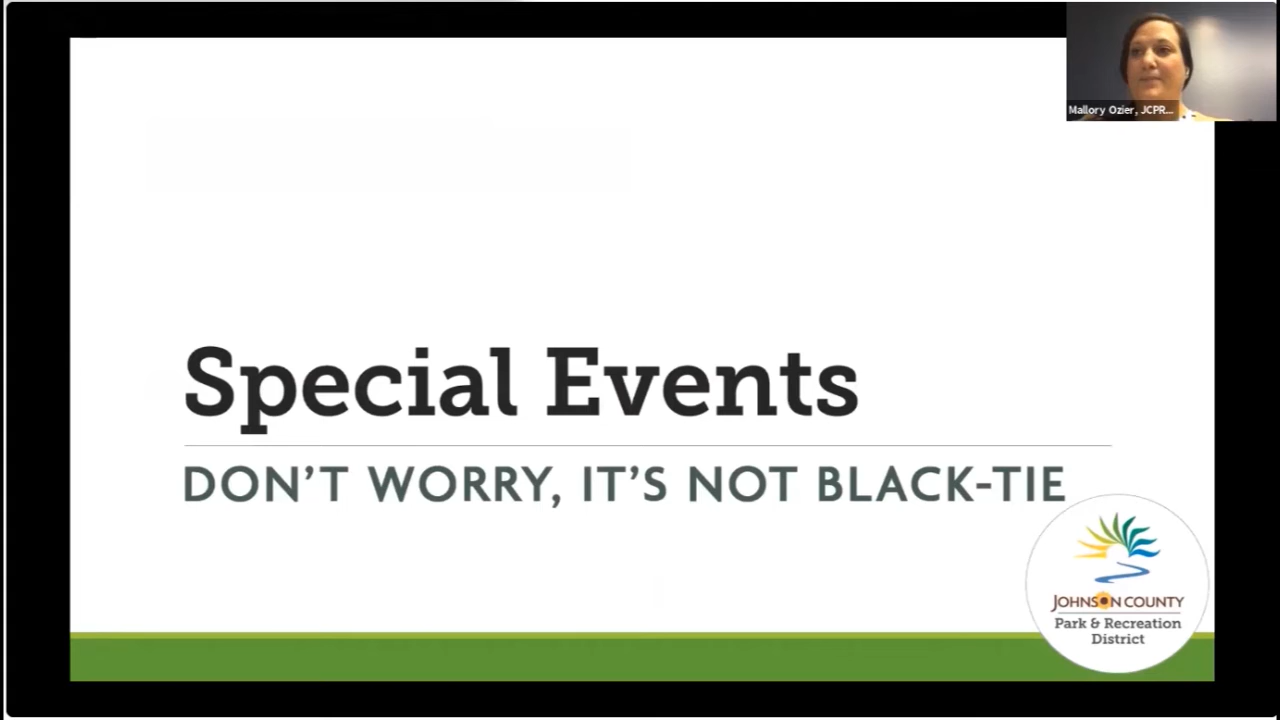 Mallory Ozier, JCPR...
Special Events
DON'T WORRY, IT'S NOT BLACK-TIE
JOHNSON COUNTY
Park & Recreation
District